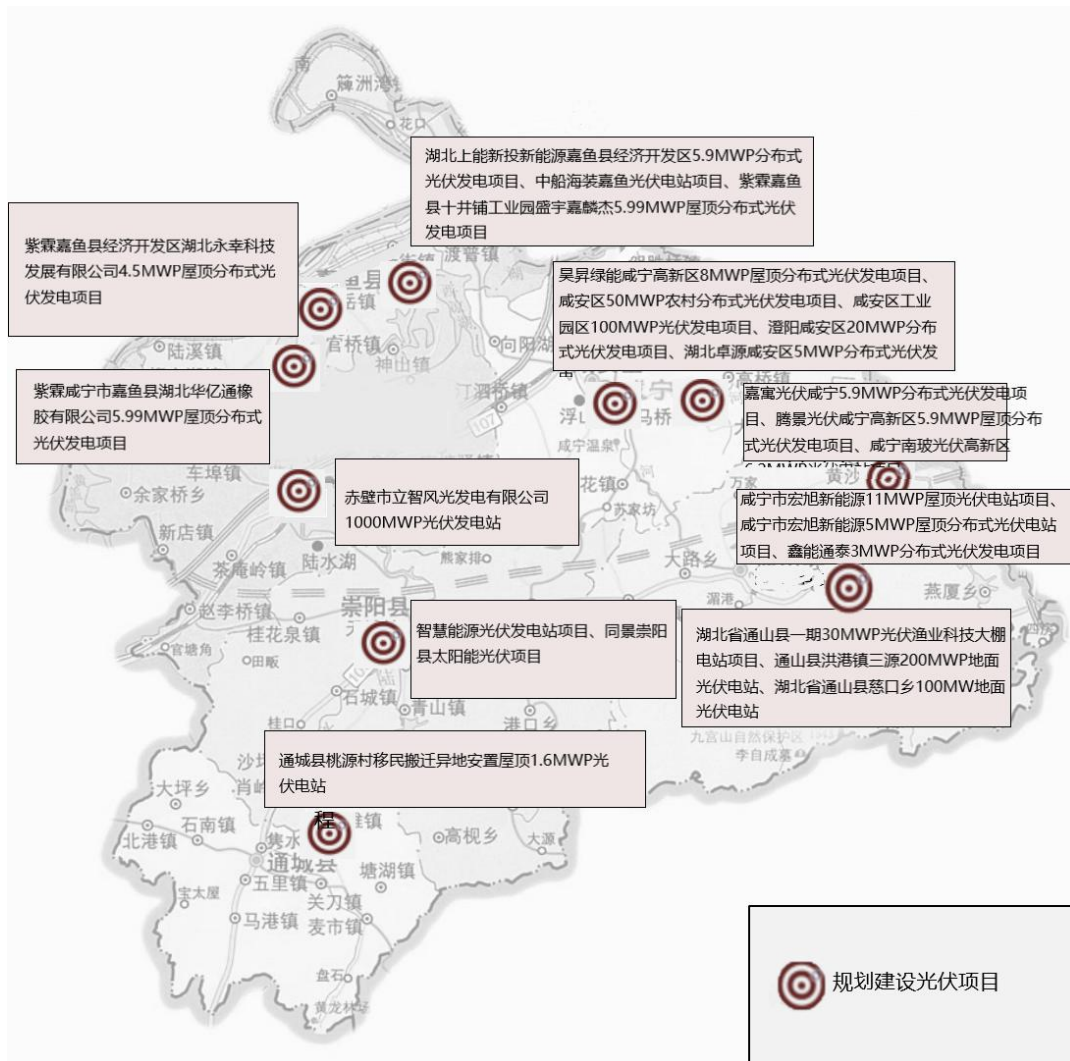 南
簰洲湾
花口
湖北上能新投新能源嘉鱼县经济开发区5.9MWP分布式
光伏发电项目、中船海装嘉鱼光伏电站项目、紫霖嘉鱼
县十井铺工业园盛宇嘉麟杰5.99MWP屋顶分布式光伏
发电项目
紫霖嘉鱼县经济开发区湖北永幸科技
发展有限公司4.5MWP屋顶分布式光
伏发电项目
渡普镇
昊昇绿能咸宁高新区8MWP屋顶分布式光伏发电项目、
咸安区50MWP农村分布式光伏发电项目、咸安区工业
园区100MWP光伏发电项目、澄阳咸安区20MWP分布
式光伏发电项目、湖北卓源咸安区5MWP分布式光伏发
官桥镇
陆溪镇
神山镇
向阳湖
汀泗桥镇
高桥镇
紫霖咸宁市嘉鱼县湖北华亿通橡
胶有限公司5.99MWP屋顶分布式
光伏发电项目
嘉寓光伏咸宁5.9MWP分布式光伏发电项
目、腾景光伏咸宁高新区5.9MWP屋顶分布
式光伏发电项目、咸宁南玻光伏高新区
107
马桥
咸宁温泉
车埠镇
余家桥乡
黄沙
万家
花镇
苏家坊
赤壁市立智风光发电有限公司
1000MWP光伏发电站
咸宁市宏旭新能源11MWP屋顶光伏电站项目、
咸宁市宏旭新能源5MWP屋顶分布式光伏电站
项目、鑫能通泰3MWP分布式光伏发电项目
新店镇
陆水湖
熊家排
茶庵岭镇
大路乡
湄港
燕厦乡
赵李桥镇
崇阳县
桂花泉镇
官塘角
田畈
智慧能源光伏发电站项目、同景崇阳
县太阳能光伏项目
湖北省通山县一期30MWP光伏渔业科技大棚
电站项目、通山县洪港镇三源200MWP地面
光伏电站、湖北省通山县慈口乡100MW地面
光伏电站
石城镇
青山镇
桂口
港口乡
九宫山自然保护区
李自成墓
通城县桃源村移民搬迁异地安置屋顶1.6MWP光
伏电站
大坪乡
程
北港镇
石南镇
隽水
高枧乡
大源
通城县
五里镇
塘湖镇
宝太屋
关刀镇
马港镇
麦市镇
盘石
黄龙林场
规划建设光伏项目